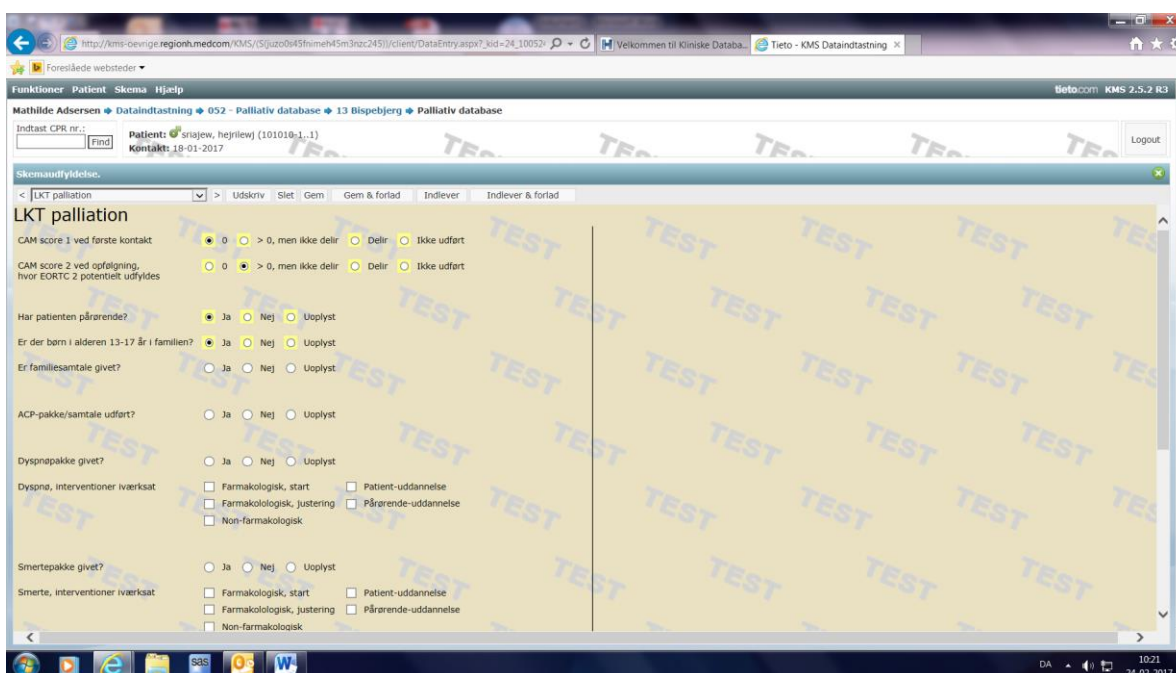 http://kms-oevrige.regionh.medcom/KMS/(S(juzo0s45fnimeh45m3nzc245))/client/DataEntry.aspx?_kid=24_10052 Velkommen til Kliniske Databa... Tieto - KMS Dataindtastning
Foreslåede websteder
Funktioner Patient Skema Hjælp tieto.com KMS 2.5.2 R3
Mathilde Adsersen Dataindtastning 052 - Palliativ database 13 Bispebjerg Palliativ database
Indtast CPR nr.: Find
Patient: snajew, hejrilewj (101010-1..1)
Kontakt: 18-01-2017
Logout
Skemaudfyldelse.
< LKT palliation > Udskriv Slet Gem Gem & forlad Indlever Indlever & forlad
LKT palliation
CAM score 1 ved første kontakt 0 > 0, men ikke delir Delir Ikke udført
CAM score 2 ved opfølgning, 0 > 0, men ikke delir Delir Ikke udført
hvor EORTC 2 potentielt udfyldes
Har patienten pårørende? Ja Nej Uoplyst
Er der børn i alderen 13-17 år i familien? Ja Nej Uoplyst
Er familiesamtale givet? Ja Nej Uoplyst
ACP-pakke/samtale udført? Ja Nej Uoplyst
Dyspnøpakke givet? Ja Nej Uoplyst
Dyspnø, interventioner iværksat Farmakologisk, start Patient-uddannelse
Farmakolologisk, justering Pårørende-uddannelse
Non-farmakologisk
Smertepakke givet? Ja Nej Uoplyst
Smerte, interventioner iværksat Farmakologisk, start Patient-uddannelse
Farmakolologisk, justering Pårørende-uddannelse
Non-farmakologisk
TEST
sas
DA 10:21
24-02-2017